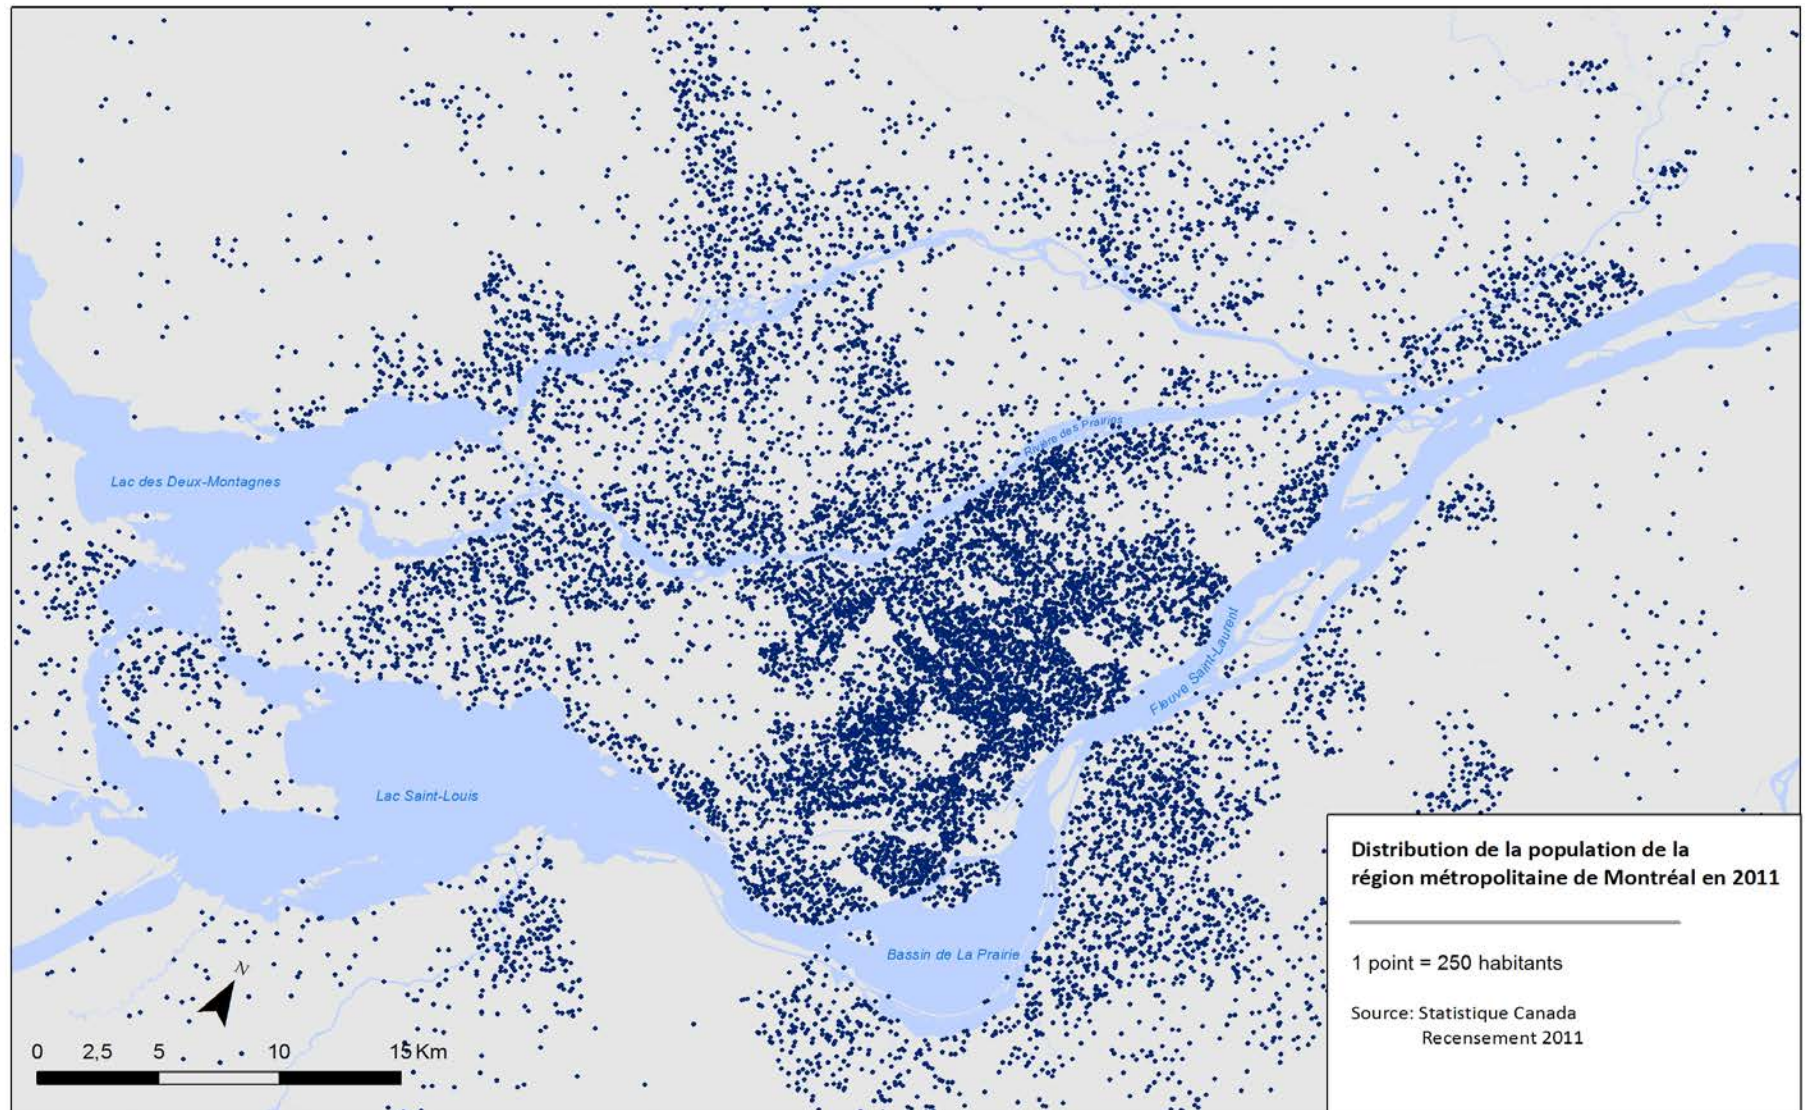 Rivière des Prairies
Lac des Deux-Montagnes
Fleuve Saint-Laurent
Lac Saint-Louis
Bassin de La Prairie
Distribution de la population de la
région métropolitaine de Montréal en 2011
1 point = 250 habitants
Source: Statistique Canada
Recensement 2011
N
0 2,5 5 10 15 Km